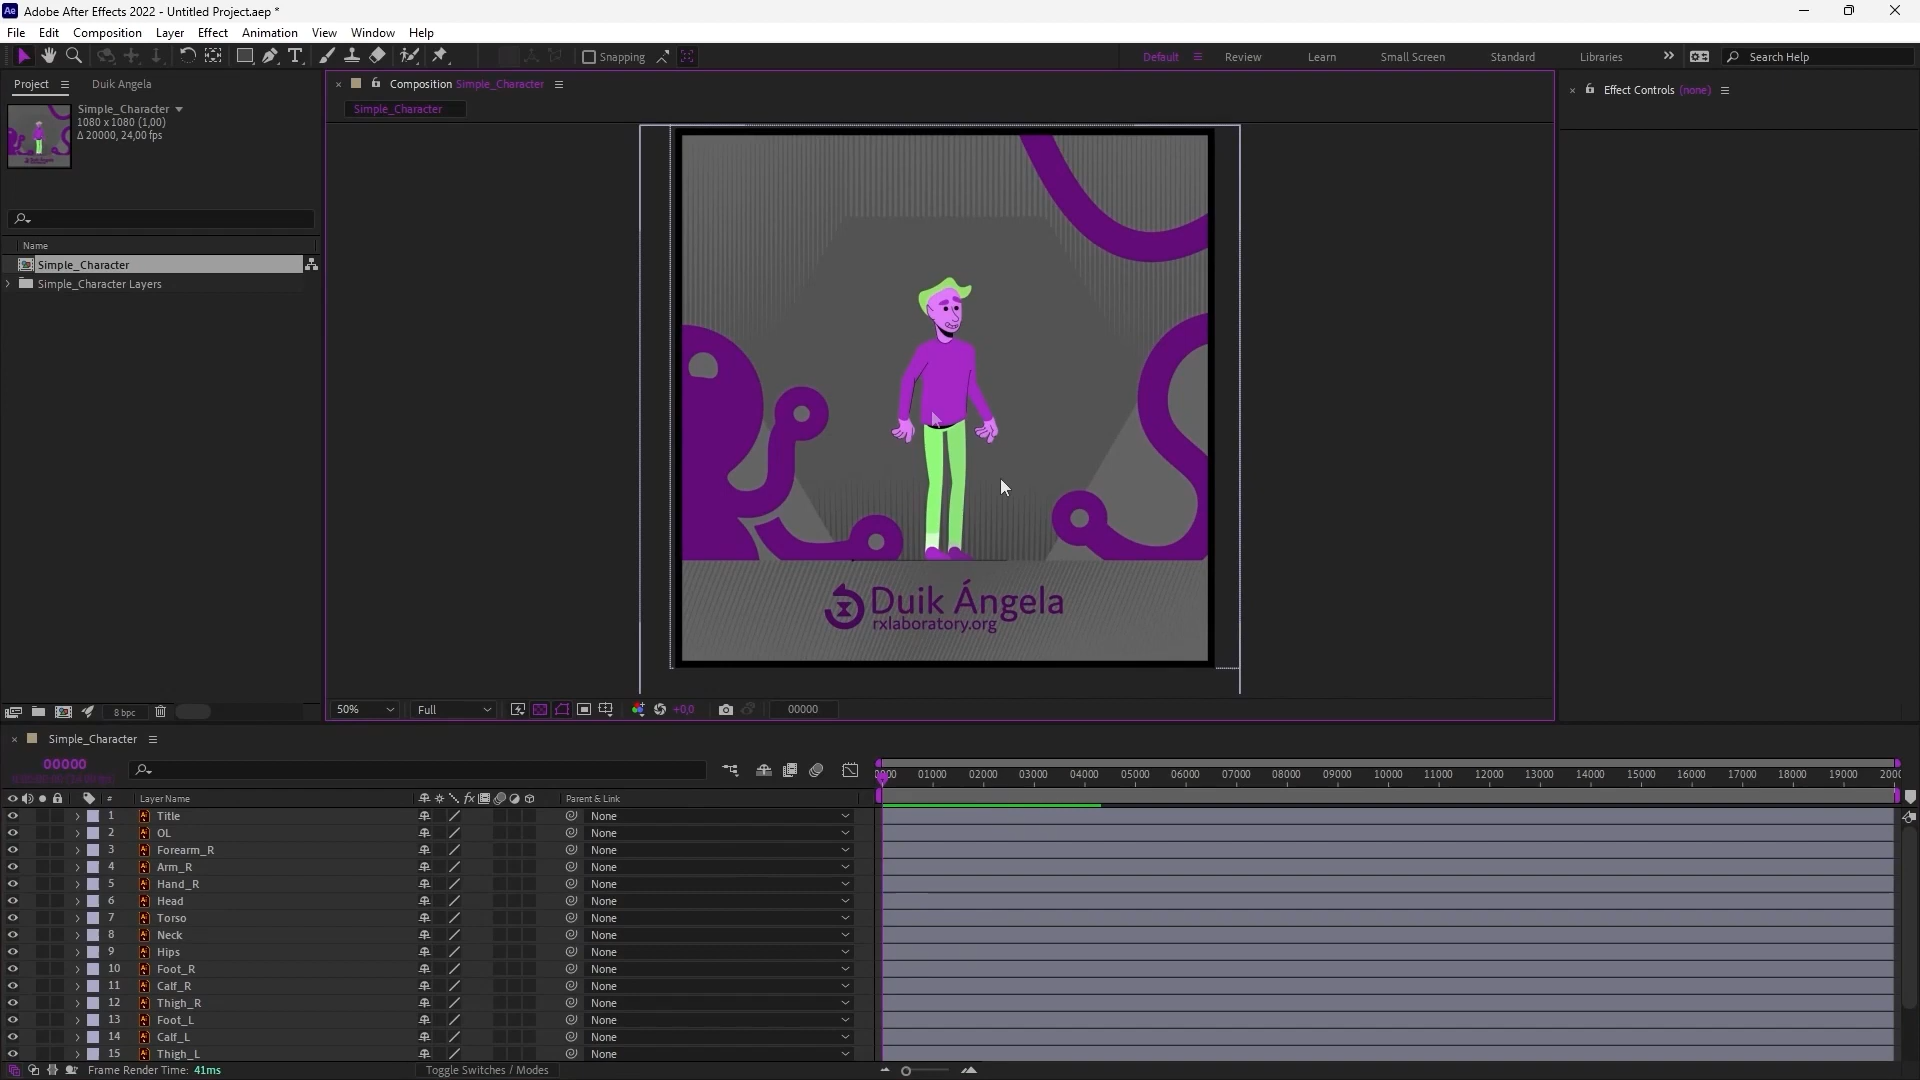 Adobe After Effects 2022 - Untitled Project.aep *
File Edit Composition Layer Effect Animation View Window Help
Snapping
Default Review Learn Small Screen Standard Libraries Search Help
Project Duik Angela
Simple_Character
1080 x 1080 (1,00)
Δ 20000, 24,00 fps
Name
Simple_Character
Simple_Character Layers
8 bpc
Composition Simple_Character
Simple_Character
Duik Ángela
rxlaboratory.org
50% Full +0,0 00000
Effect Controls (none)
Simple_Character
00000
01000 02000 03000 04000 05000 06000 07000 08000 09000 10000 11000 12000 13000 14000 15000 16000 17000 18000 19000
# Layer Name fx Parent & Link
1 Title None
2 OL None
3 Forearm_R None
4 Arm_R None
5 Hand_R None
6 Head None
7 Torso None
8 Neck None
9 Hips None
10 Foot_R None
11 Calf_R None
12 Thigh_R None
13 Foot_L None
14 Calf_L None
15 Thigh_L None
Frame Render Time: 41ms
Toggle Switches / Modes